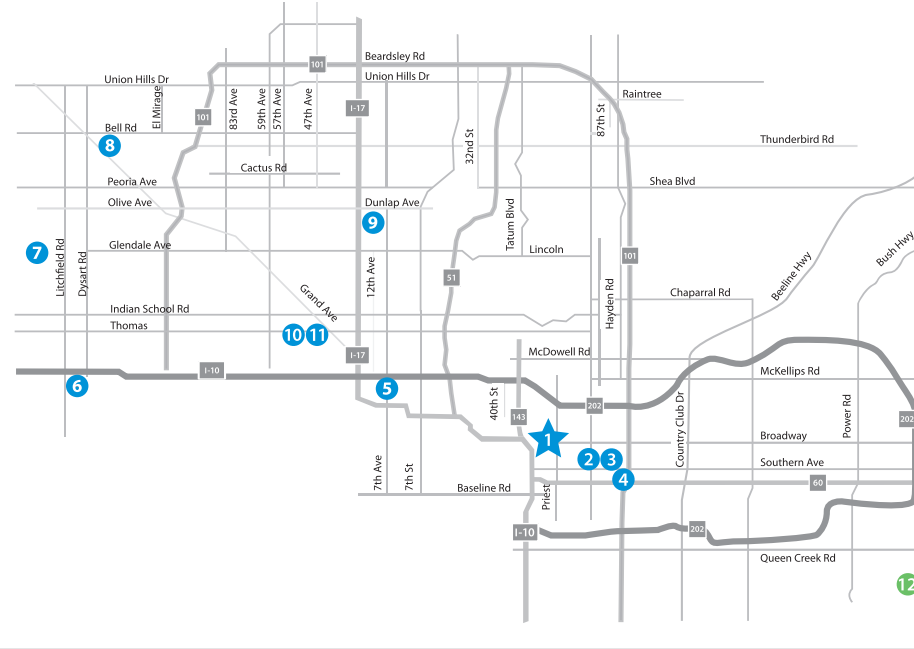 Beardsley Rd
101
Union Hills Dr
Union Hills Dr
El Mirage
83rd Ave
59th Ave
57th Ave
47th Ave
I-17
Raintree
101
87th St
Bell Rd
32nd St
Thunderbird Rd
8
Cactus Rd
Peoria Ave
Shea Blvd
Olive Ave
Dunlap Ave
9
Tatum Blvd
Glendale Ave
Lincoln
7
Litchfield Rd
Dysart Rd
12th Ave
51
101
Beeline Hwy
Bush Hwy
Grand Ave
Hayden Rd
Chaparral Rd
Indian School Rd
Thomas
10
11
I-17
McDowell Rd
I-10
McKellips Rd
6
5
40th St
202
143
Country Club Dr
Power Rd
202
1
Broadway
2
3
Southern Ave
4
7th Ave
7th St
Baseline Rd
Priest
60
I-10
202
Queen Creek Rd
12